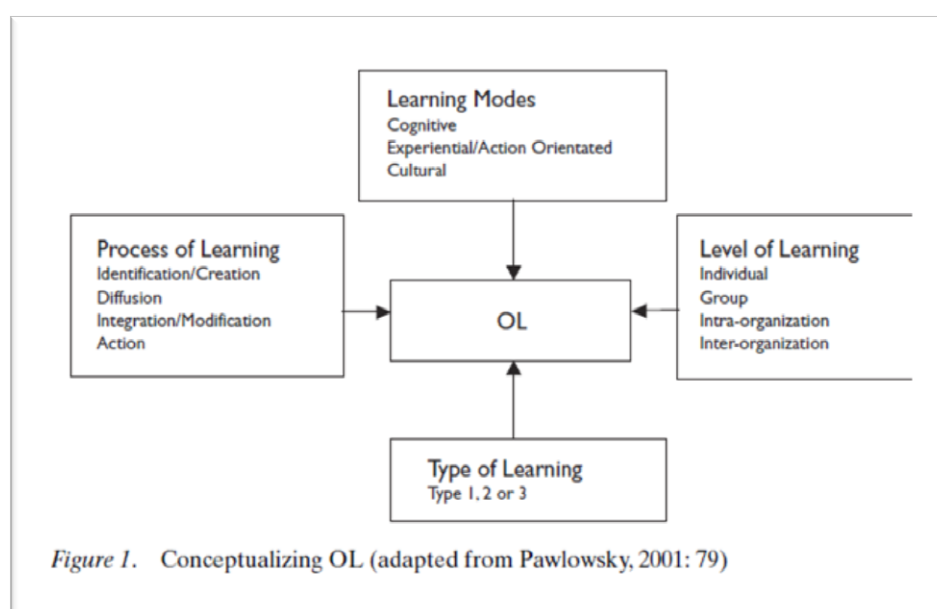 Learning Modes
Cognitive
Experiential/Action Orientated
Cultural
Process of Learning
Identification/Creation
Diffusion
Integration/Modification
Action
OL
Level of Learning
Individual
Group
Intra-organization
Inter-organization
Type of Learning
Type 1, 2 or 3
Figure 1. Conceptualizing OL (adapted from Pawlowsky, 2001: 79)